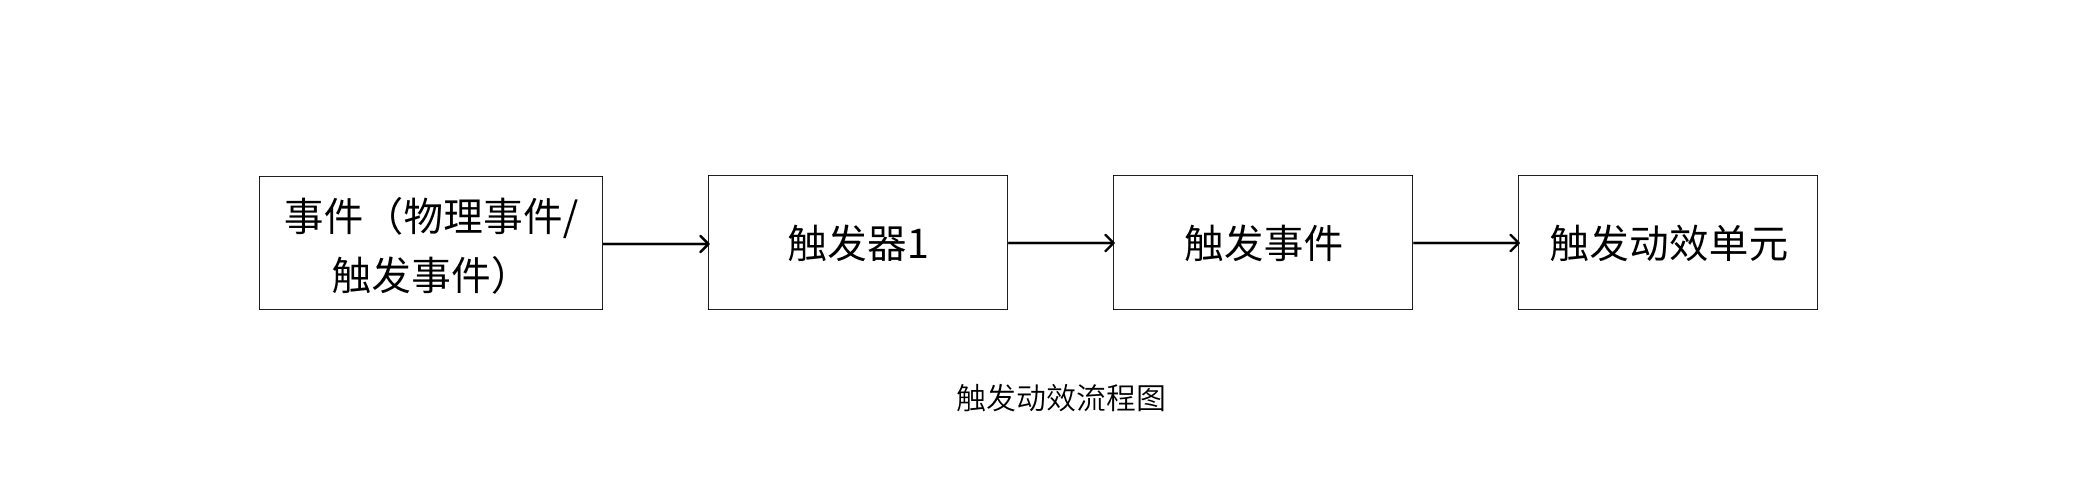 事件（物理事件/
触发事件）
触发器1
触发事件
触发动效单元
触发动效流程图